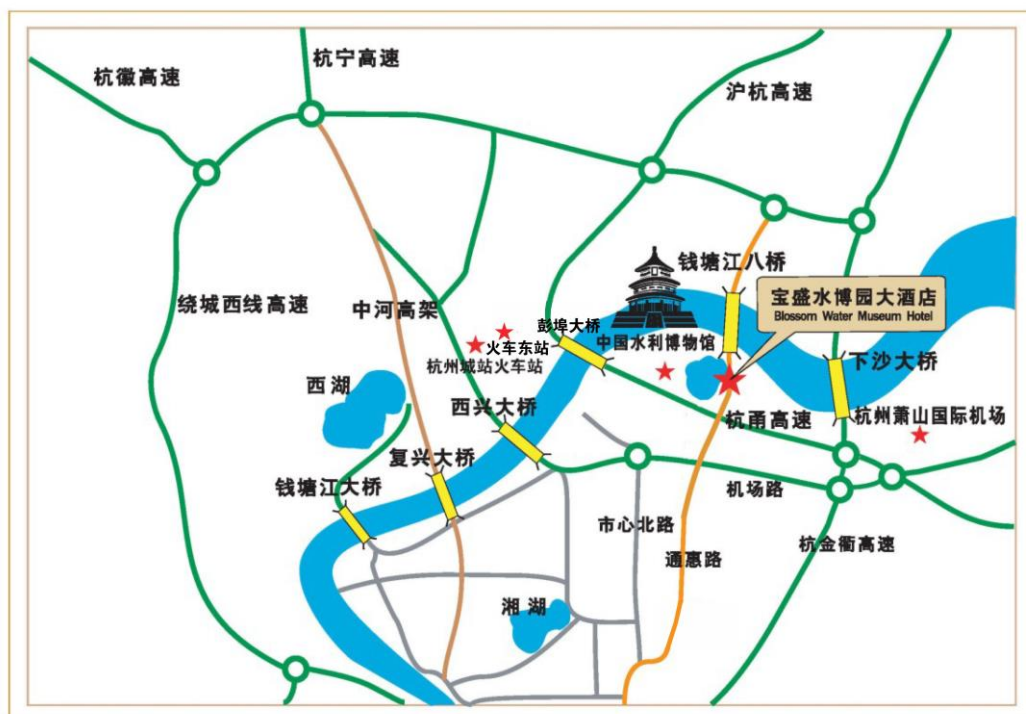 杭徽高速
杭宁高速
沪杭高速
绕城西线高速
中河高架
钱塘江八桥
宝盛水博园大酒店
Blossom Water Museum Hotel
彭埠大桥
火车东站
杭州城站火车站
中国水利博物馆
下沙大桥
西湖
西兴大桥
杭甬高速
杭州萧山国际机场
复兴大桥
钱塘江大桥
机场路
市心北路
通惠路
杭金衢高速
湘湖